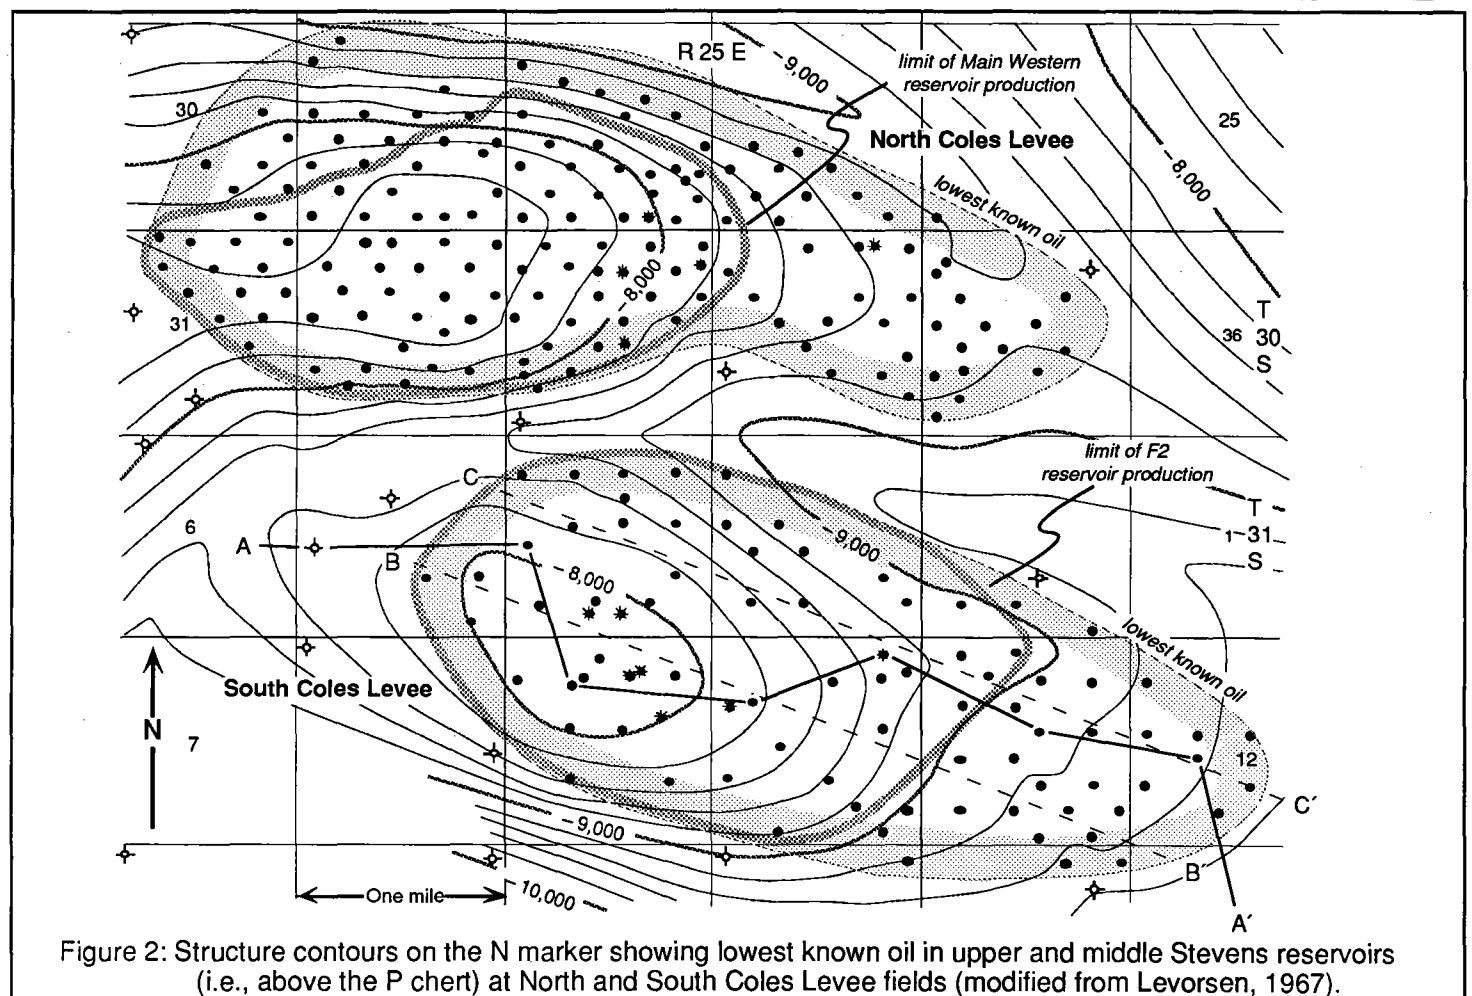 R 25 E
- 9,000
limit of Main Western
reservoir production
30
25
North Coles Levee
- 8,000
lowest known oil
- 8,000
31
T
36 30
S
limit of F2
reservoir production
C
T
1 31
S
6
A
B
- 9,000
- 8,000
lowest known oil
South Coles Levee
N
7
12
C′
- 9,000
B′
One mile
- 10,000
A′
Figure 2: Structure contours on the N marker showing lowest known oil in upper and middle Stevens reservoirs
(i.e., above the P chert) at North and South Coles Levee fields (modified from Levorsen, 1967).